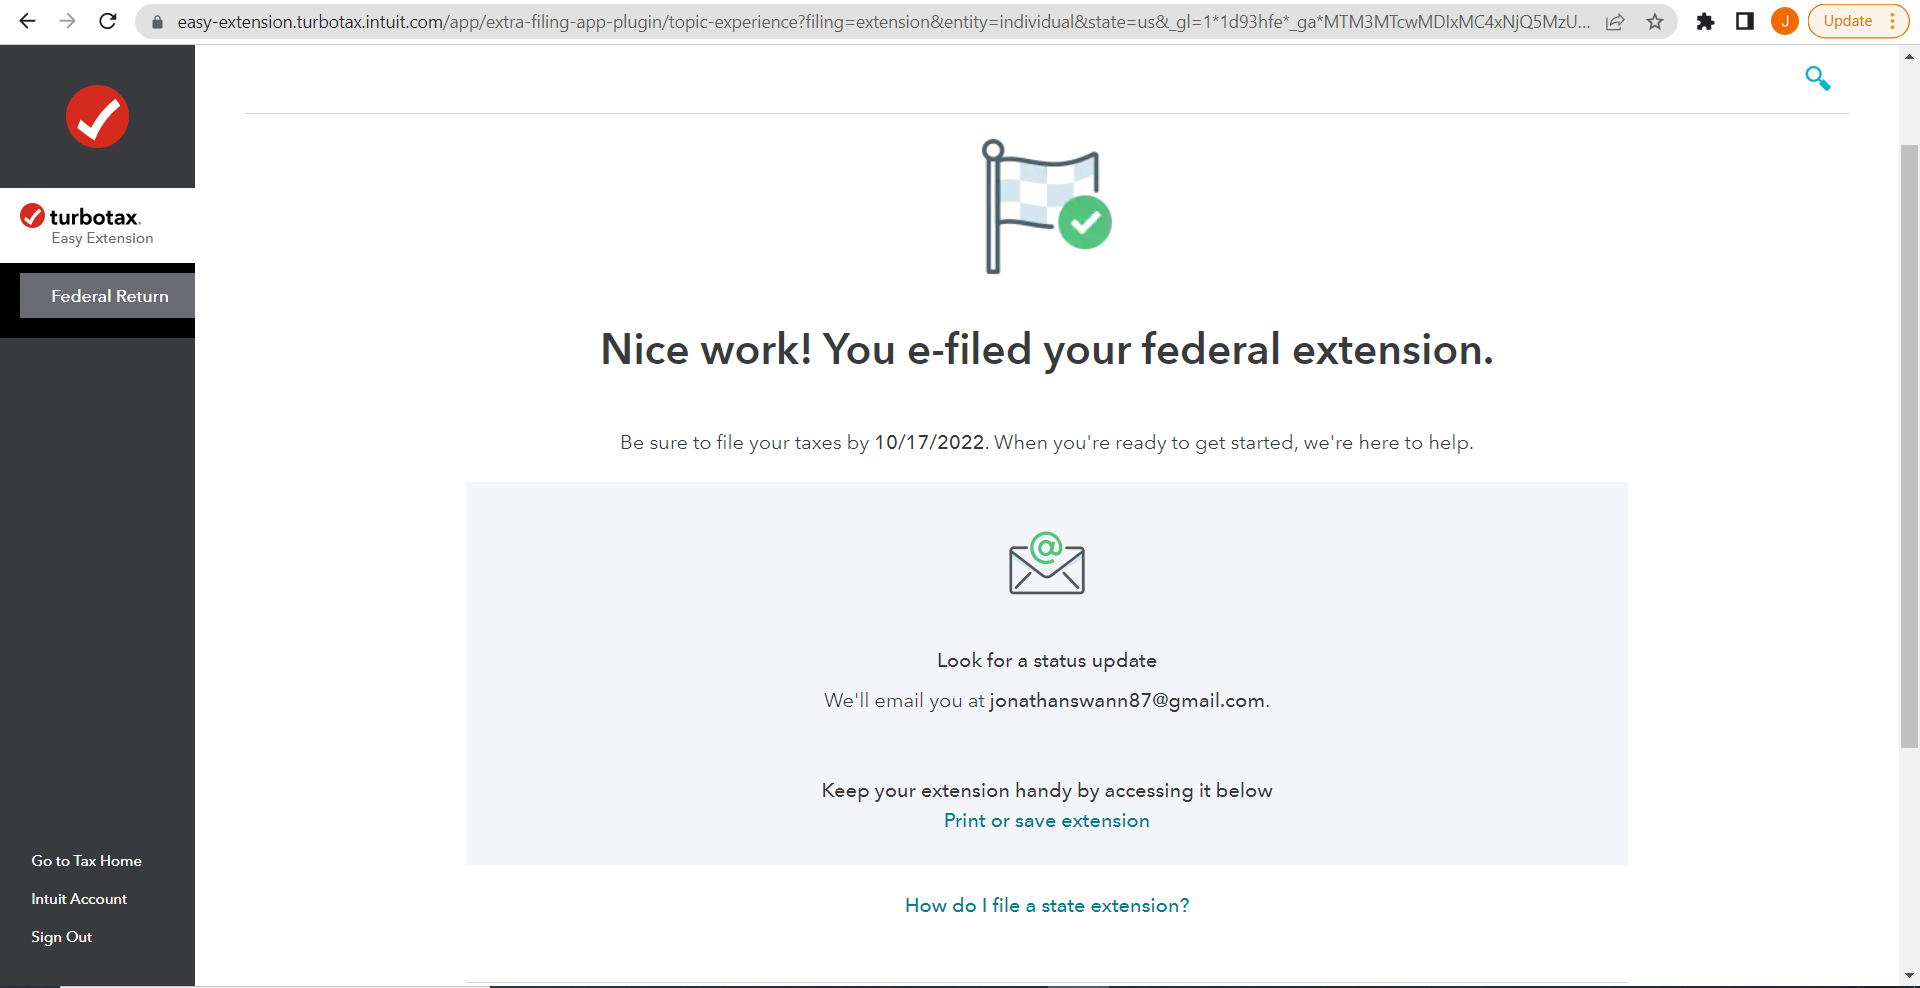 easy-extension.turbotax.intuit.com/app/extra-filing-app-plugin/topic-experience?filing=extension&entity=individual&state=us&_gl=1*1d93hfe*_ga*MTM3MTcwMDIxMC4xNjQ5MzU...
J
Update
turbotax.
Easy Extension
Federal Return
Nice work! You e-filed your federal extension.
Be sure to file your taxes by 10/17/2022. When you're ready to get started, we're here to help.
@
Look for a status update
We'll email you at jonathanswann87@gmail.com.
Keep your extension handy by accessing it below
Print or save extension
How do I file a state extension?
Go to Tax Home
Intuit Account
Sign Out